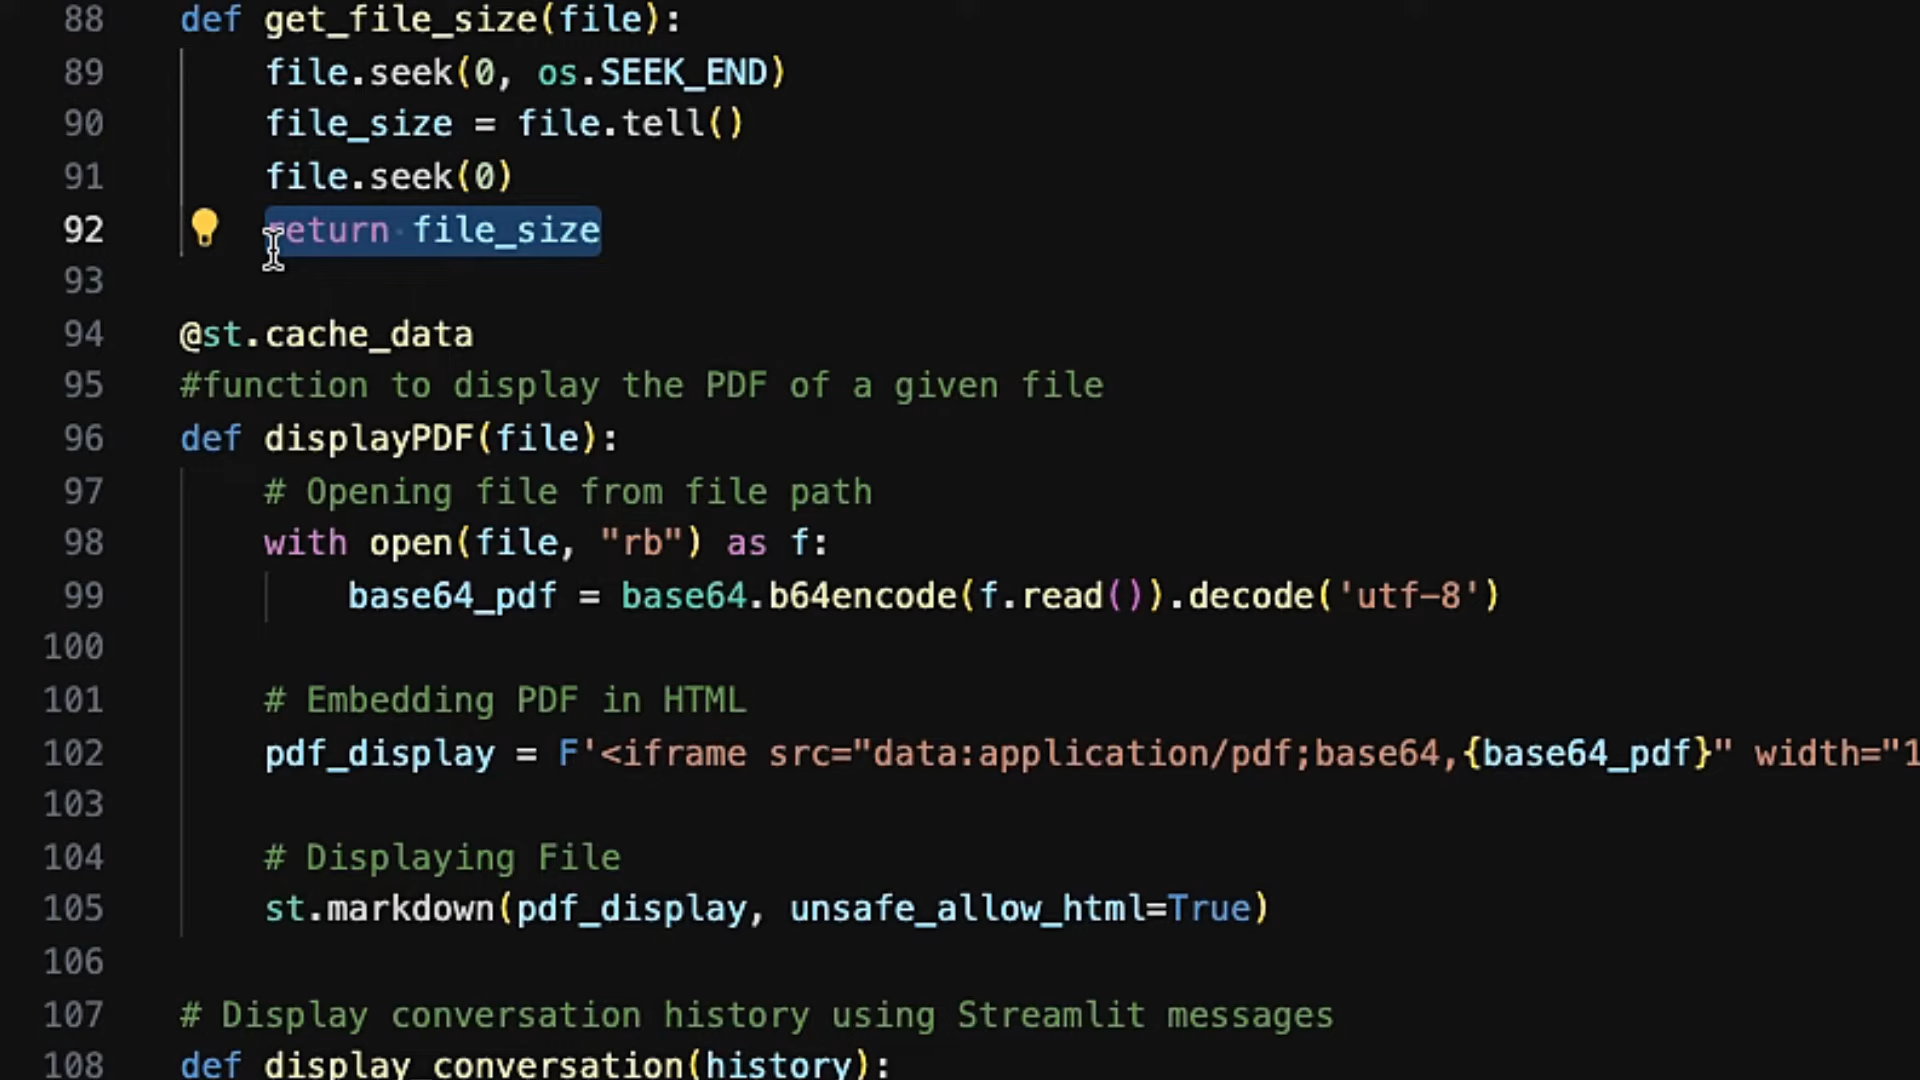 88 def get_file_size(file):
89 file.seek(0, os.SEEK_END)
90 file_size = file.tell()
91 file.seek(0)
92 return file_size
93
94 @st.cache_data
95 #function to display the PDF of a given file
96 def displayPDF(file):
97 # Opening file from file path
98 with open(file, "rb") as f:
99 base64_pdf = base64.b64encode(f.read()).decode('utf-8')
100
101 # Embedding PDF in HTML
102 pdf_display = F'<iframe src="data:application/pdf;base64,{base64_pdf}" width="1
103
104 # Displaying File
105 st.markdown(pdf_display, unsafe_allow_html=True)
106
107 # Display conversation history using Streamlit messages
108 def display_conversation(history):